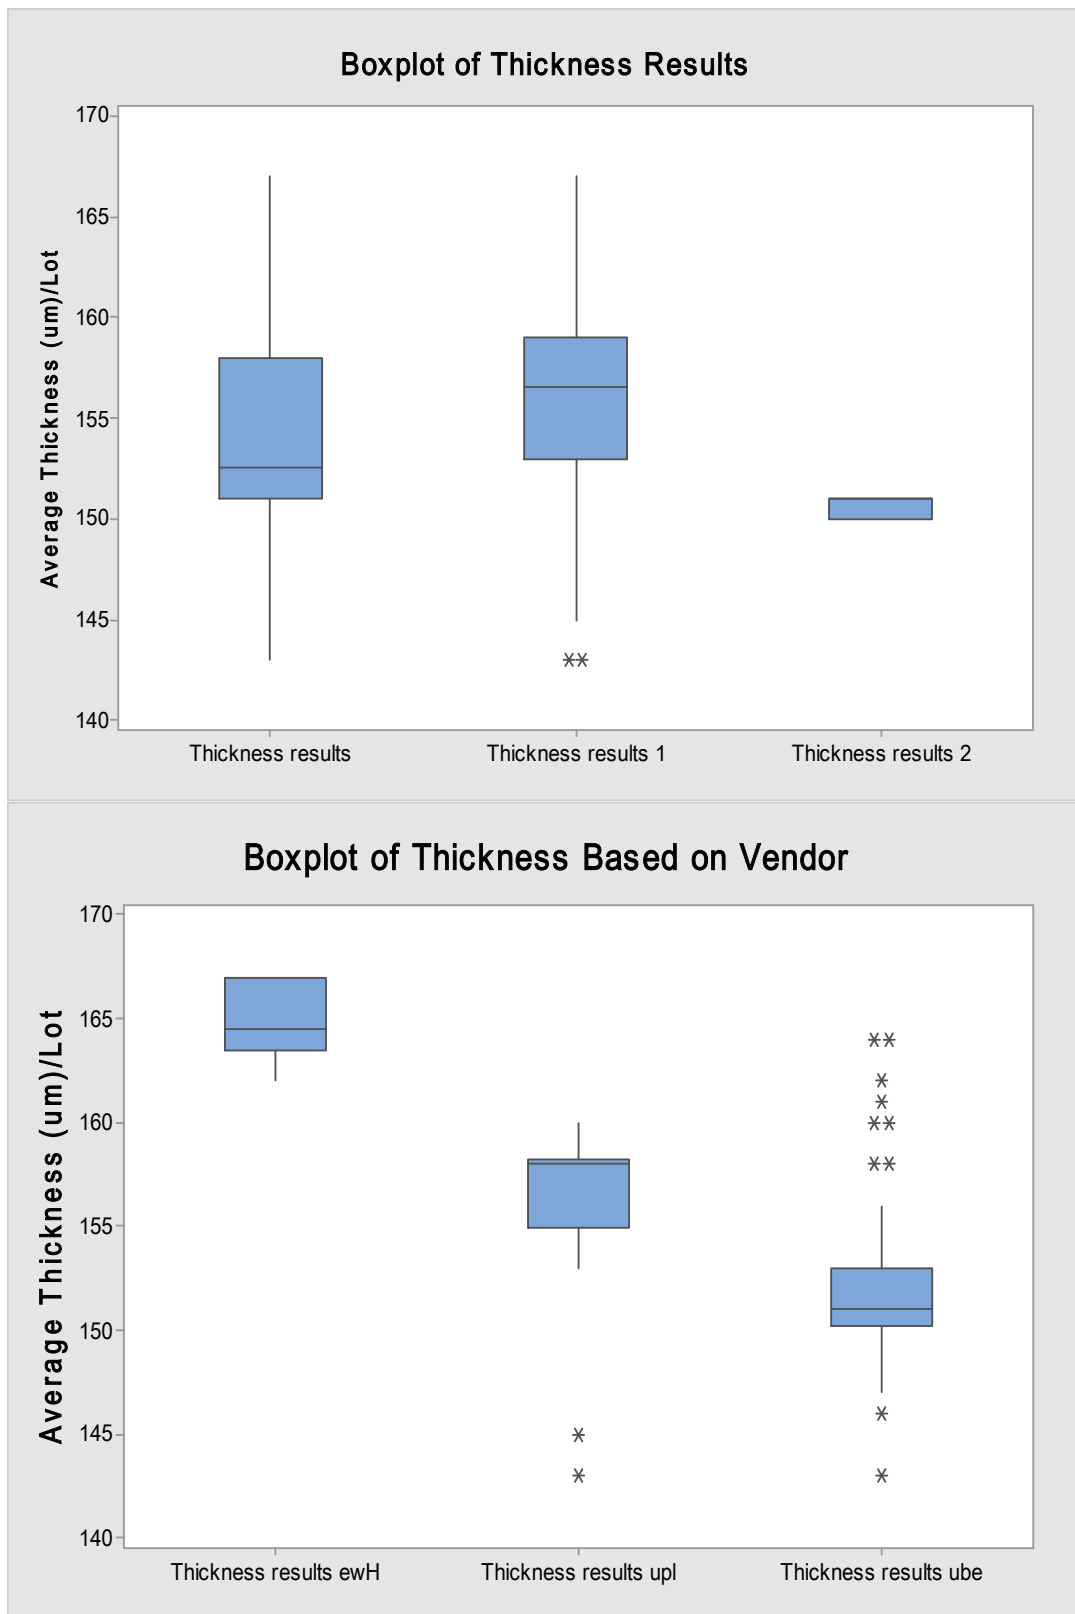 Boxplot of Thickness Results
Average Thickness (um)/Lot
170
165
160
155
150
145
140
Thickness results
Thickness results 1
Thickness results 2
Boxplot of Thickness Based on Vendor
Average Thickness (um)/Lot
170
165
160
155
150
145
140
Thickness results ewH
Thickness results upl
Thickness results ube